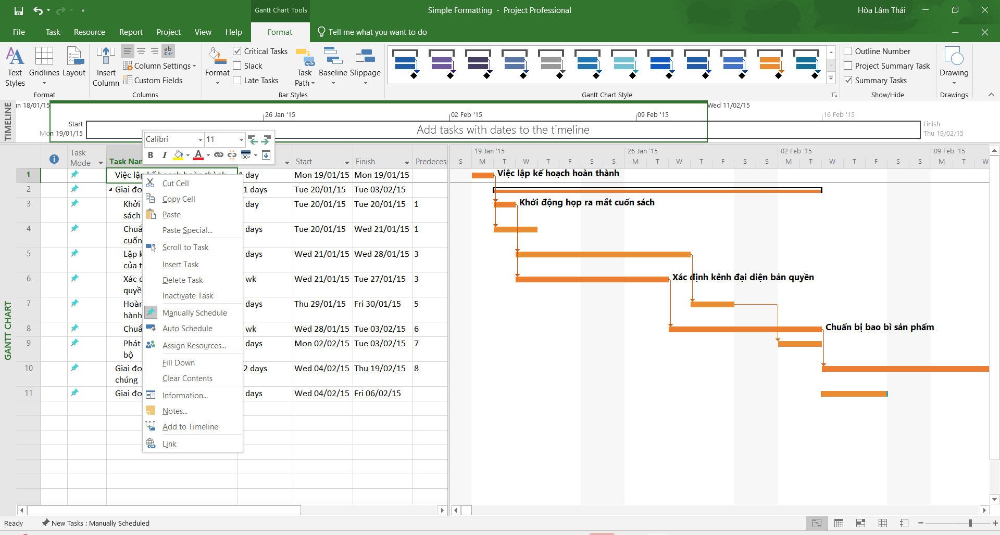 Gantt Chart Tools
Simple Formatting - Project Professional
Hòa Lâm Thái
File Task Resource Report Project View Help Format Tell me what you want to do
Text Styles
Gridlines
Layout
Format
Insert Column
ab
c
Column Settings
Custom Fields
Columns
Format
Critical Tasks
Slack
Late Tasks
Task Path
Baseline
Slippage
Bar Styles
Gantt Chart Style
Outline Number
Project Summary Task
Summary Tasks
Show/Hide
Drawing
Drawings
TIMELINE
un 18/01/15
Wed 11/02/15
26 Jan '15
02 Feb '15
09 Feb '15
16 Feb '15
Start
Mon 19/01/15
Add tasks with dates to the timeline
Finish
Thu 19/02/15
Calibri 11
B I A 100%
GANTT CHART
Task Mode
Task Nam
Start
Finish
Predecess
1 Việc lập kế hoạch hoàn thành 1 day Mon 19/01/15 Mon 19/01/15
2 Giai đo 1 days Tue 20/01/15 Tue 03/02/15
3 Khởi sách day Tue 20/01/15 Tue 20/01/15 1
4 Chuẩ cuốn days Tue 20/01/15 Wed 21/01/15 1
5 Lập k của t days Wed 21/01/15 Wed 28/01/15 3
6 Xác đ quyề wk Wed 21/01/15 Tue 27/01/15 3
7 Hoàn hành days Thu 29/01/15 Fri 30/01/15 5
8 Chuẩ wk Wed 28/01/15 Tue 03/02/15 6
9 Phát bộ days Mon 02/02/15 Tue 03/02/15 7
10 Giai đo chúng 2 days Wed 04/02/15 Thu 19/02/15 8
11 Giai đo days Wed 04/02/15 Fri 06/02/15
Cut Cell
Copy Cell
Paste
Paste Special...
Scroll to Task
Insert Task
Delete Task
Inactivate Task
Manually Schedule
Auto Schedule
Assign Resources...
Fill Down
Clear Contents
Information...
Notes...
Add to Timeline
Link
19 Jan '15 26 Jan '15 02 Feb '15 09 Feb '15
S M T W T F S S M T W T F S S M T W T F S S M T W
Việc lập kế hoạch hoàn thành
Khởi động họp ra mắt cuốn sách
Xác định kênh đại diện bản quyền
Chuẩn bị bao bì sản phẩm
Ready New Tasks : Manually Scheduled